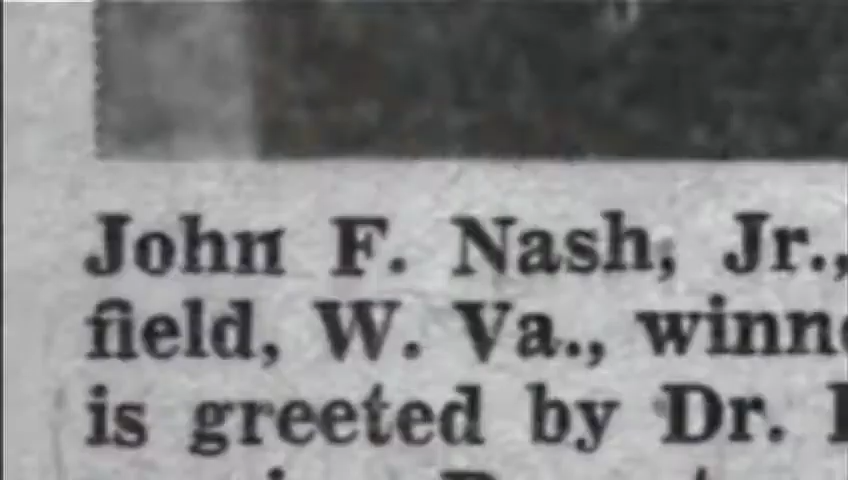 John F. Nash, Jr.,
field, W. Va., winn
is greeted by Dr.